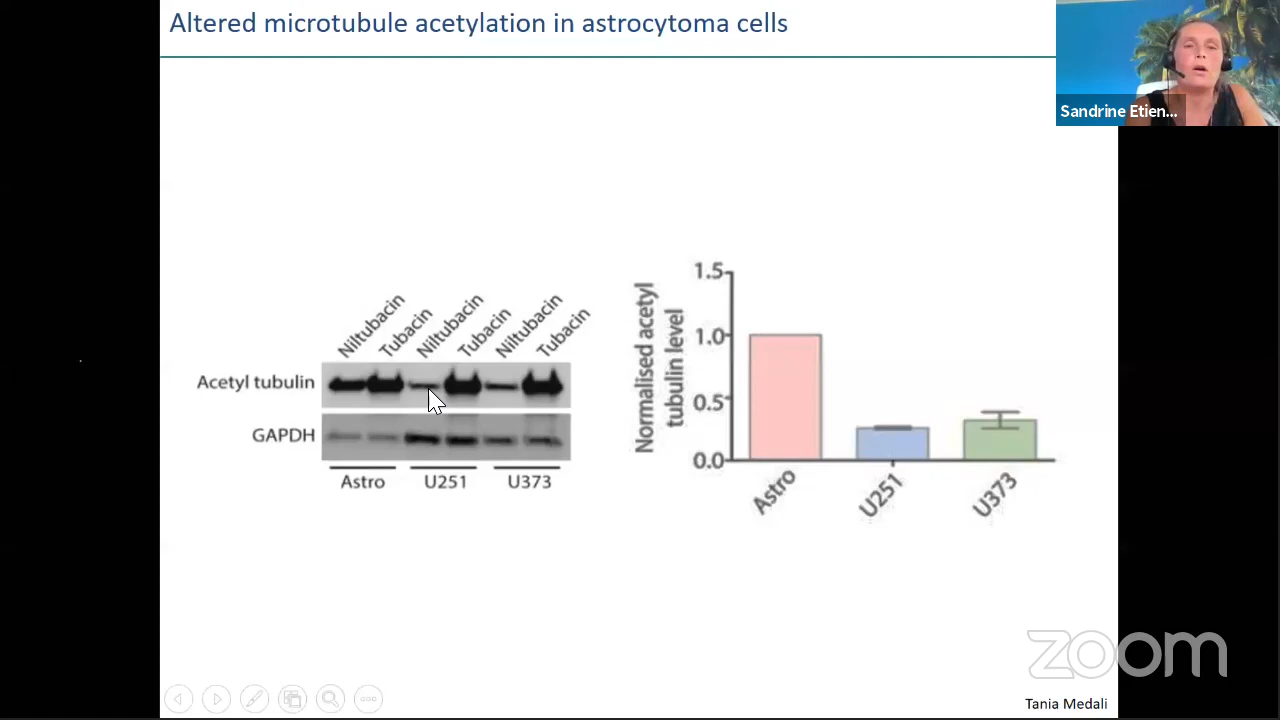 Altered microtubule acetylation in astrocytoma cells
Sandrine Etien...
Niltubacin
Tubacin
Niltubacin
Tubacin
Niltubacin
Tubacin
Acetyl tubulin
GAPDH
Astro
U251
U373
Normalised acetyl
tubulin level
1.5
1.0
0.5
0.0
Astro
U251
U373
zoom
Tania Medali